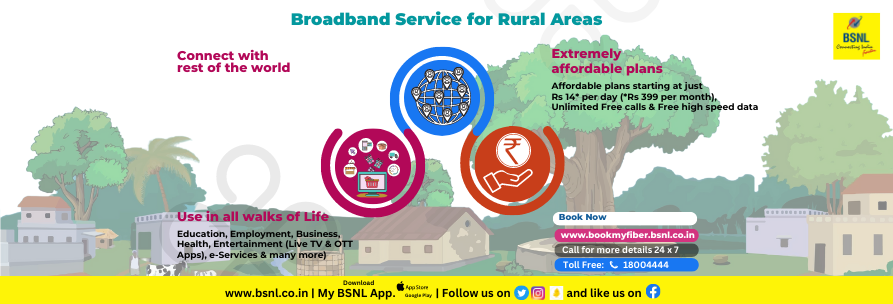 Broadband Service for Rural Areas
BSNL
Connecting India
Connect with
rest of the world
Extremely
affordable plans
Affordable plans starting at just
Rs 14* per day (*Rs 399 per month),
Unlimited Free calls & Free high speed data
Use in all walks of Life
Education, Employment, Business,
Health, Entertainment (Live TV & OTT
Apps), e-Services & many more)
Book Now
www.bookmyfiber.bsnl.co.in
Call for more details 24 x 7
Toll Free: 18004444
www.bsnl.co.in | My BSNL App. Download App Store Google Play | Follow us on and like us on